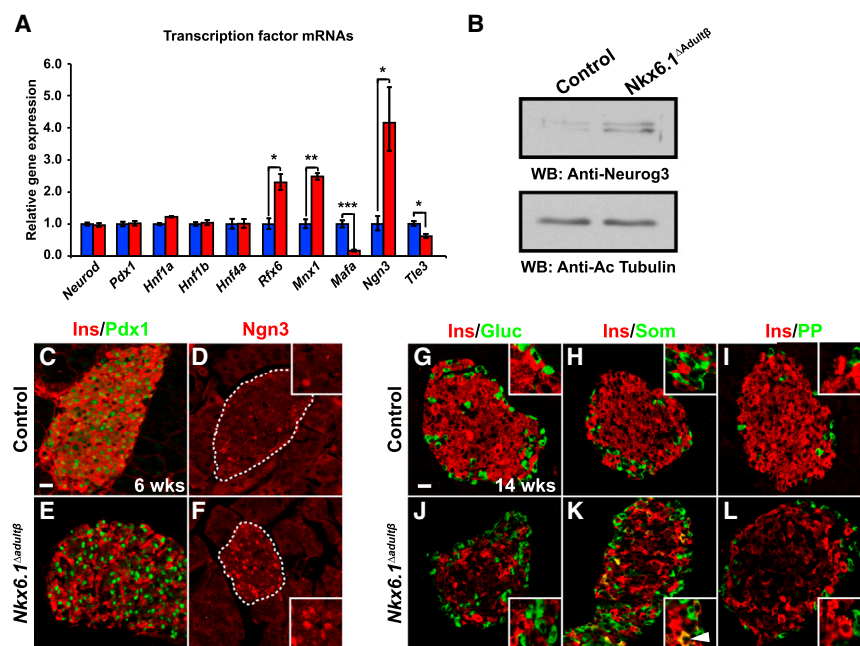 A
Transcription factor mRNAs
Relative gene expression
6.0
5.0
4.0
3.0
2.0
1.0
0.0
*
**
***
*
*
Neurod
Pdx1
Hnf1a
Hnf1b
Hnf4a
Rfx6
Mnx1
Mafa
Ngn3
Tle3
B
Control
Nkx6.1ΔAdultβ
WB: Anti-Neurog3
WB: Anti-Ac Tubulin
Ins/Pdx1
Ngn3
Ins/Gluc
Ins/Som
Ins/PP
Control
C
6 wks
D
Control
G
14 wks
H
I
Nkx6.1Δadultβ
E
F
Nkx6.1Δadultβ
J
K
L